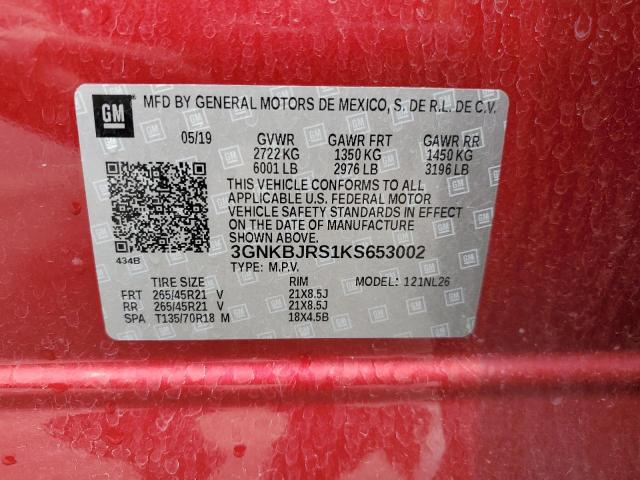 GM MFD BY GENERAL MOTORS DE MEXICO, S. DE R.L. DE C.V.
05/19 GVWR GAWR FRT GAWR RR
2722 KG 1350 KG 1450 KG
6001 LB 2976 LB 3196 LB
THIS VEHICLE CONFORMS TO ALL
APPLICABLE U.S. FEDERAL MOTOR
VEHICLE SAFETY STANDARDS IN EFFECT
ON THE DATE OF MANUFACTURE
SHOWN ABOVE.
434B 3GNKBJRS1KS653002
TYPE: M.P.V.
TIRE SIZE RIM MODEL: 121NL26
FRT 265/45R21 V 21X8.5J
RR 265/45R21 V 21X8.5J
SPA T135/70R18 M 18X4.5B